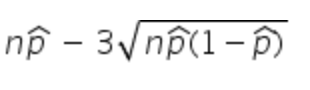 np̂ − 3√np̂(1 − p̂)